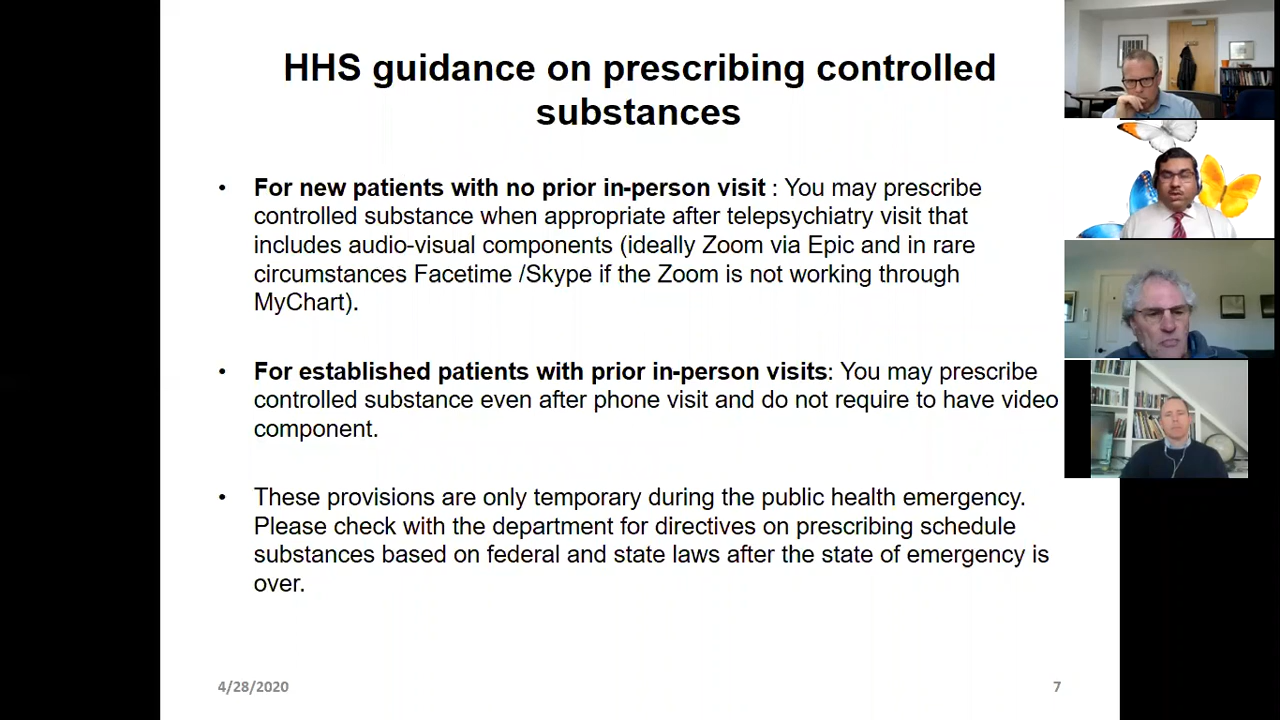 HHS guidance on prescribing controlled
substances
• For new patients with no prior in-person visit : You may prescribe
controlled substance when appropriate after telepsychiatry visit that
includes audio-visual components (ideally Zoom via Epic and in rare
circumstances Facetime /Skype if the Zoom is not working through
MyChart).
• For established patients with prior in-person visits: You may prescribe
controlled substance even after phone visit and do not require to have video
component.
• These provisions are only temporary during the public health emergency.
Please check with the department for directives on prescribing schedule
substances based on federal and state laws after the state of emergency is
over.
4/28/2020
7